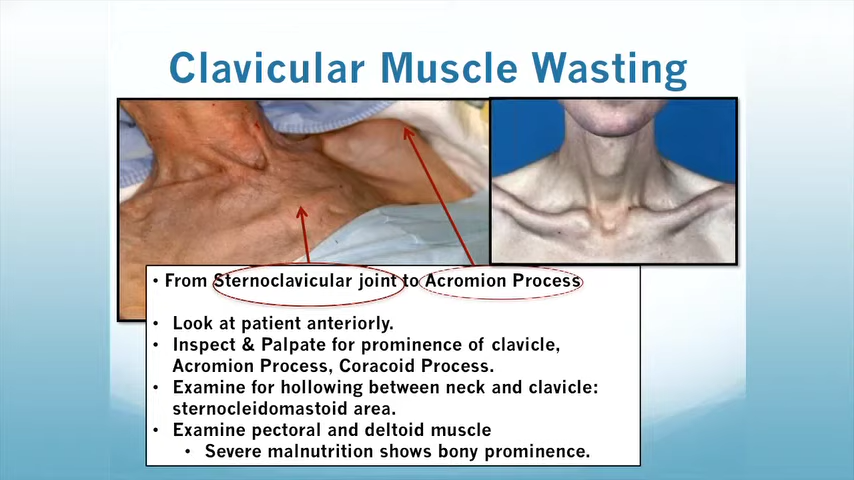 Clavicular Muscle Wasting
• From Sternoclavicular joint to Acromion Process
• Look at patient anteriorly.
• Inspect & Palpate for prominence of clavicle,
Acromion Process, Coracoid Process.
• Examine for hollowing between neck and clavicle:
sternocleidomastoid area.
• Examine pectoral and deltoid muscle
• Severe malnutrition shows bony prominence.